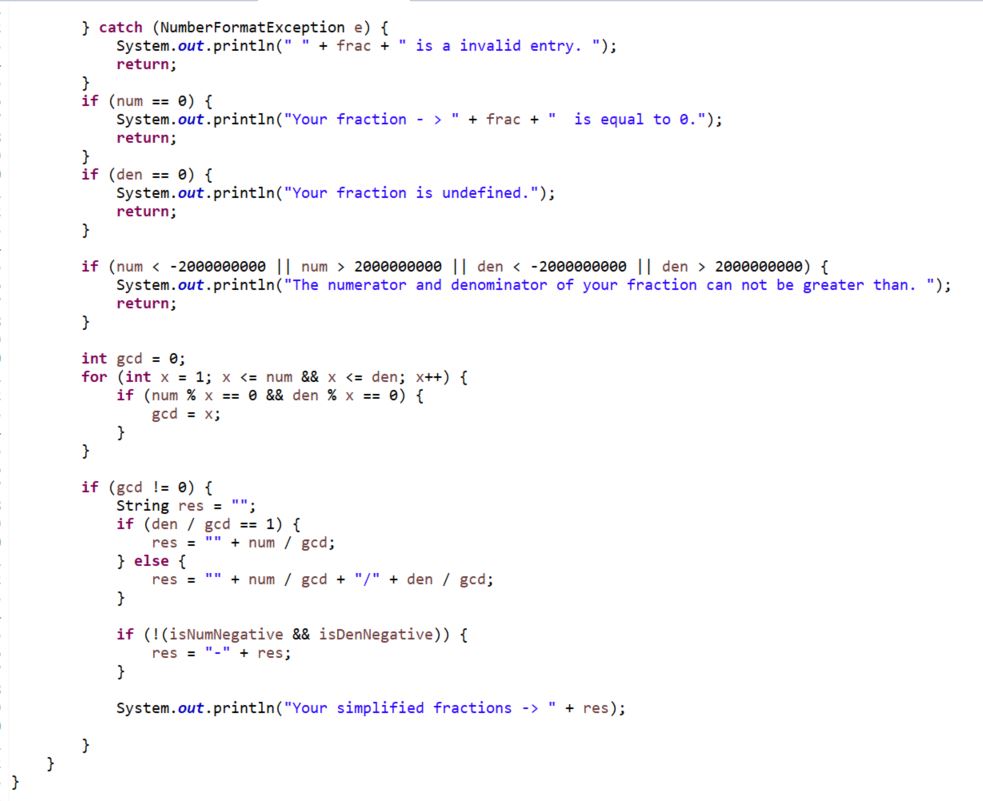 } catch (NumberFormatException e) {
System.out.println(" " + frac + " is a invalid entry. ");
return;
}
if (num == 0) {
System.out.println("Your fraction - > " + frac + "  is equal to 0.");
return;
}
if (den == 0) {
System.out.println("Your fraction is undefined.");
return;
}
if (num < -2000000000 || num > 2000000000 || den < -2000000000 || den > 2000000000) {
System.out.println("The numerator and denominator of your fraction can not be greater than. ");
return;
}
int gcd = 0;
for (int x = 1; x <= num && x <= den; x++) {
if (num % x == 0 && den % x == 0) {
gcd = x;
}
}
if (gcd != 0) {
String res = "";
if (den / gcd == 1) {
res = "" + num / gcd;
} else {
res = "" + num / gcd + "/" + den / gcd;
}
if (!(isNumNegative && isDenNegative)) {
res = "-" + res;
}
System.out.println("Your simplified fractions -> " + res);
}
}
}